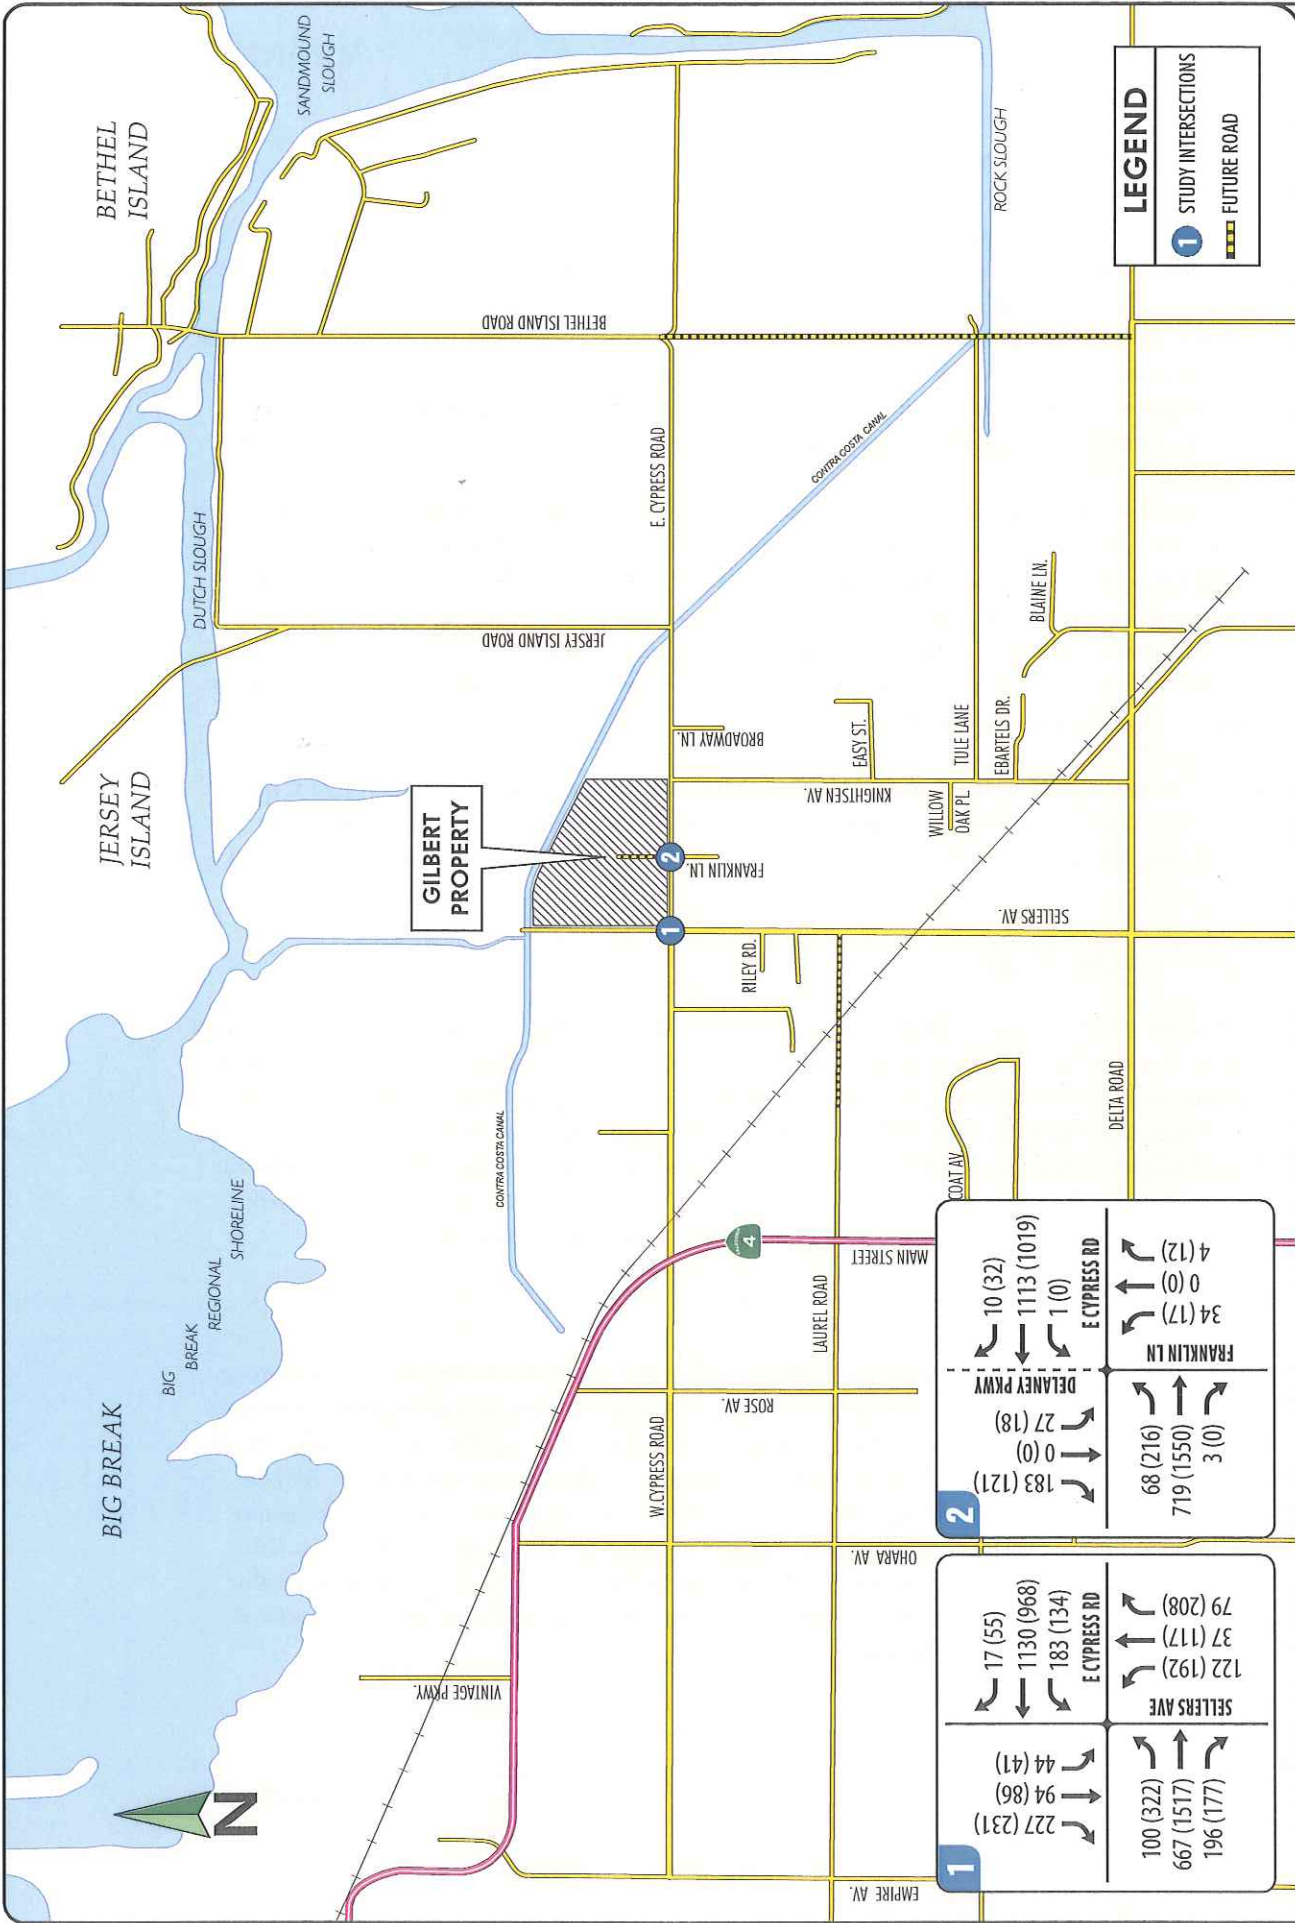 BETHEL
ISLAND
SANDMOUND
SLOUGH
JERSEY
ISLAND
DUTCH SLOUGH
BIG BREAK
BIG
BREAK
REGIONAL
SHORELINE
N
GILBERT
PROPERTY
CONTRA COSTA CANAL
CONTRA COSTA CANAL
ROCK SLOUGH
BETHEL ISLAND ROAD
JERSEY ISLAND ROAD
E. CYPRESS ROAD
BROADWAY LN.
KNIGHTSEN AV.
FRANKLIN LN.
SELLERS AV.
EASY ST.
WILLOW
OAK PL.
TULE LANE
EBARTELS DR.
BLAINE LN.
RILEY RD.
DELTA ROAD
COAT AV
MAIN STREET
CALIFORNIA
4
LAUREL ROAD
ROSE AV.
W.CYPRESS ROAD
OHARA AV.
VINTAGE PKWY.
EMPIRE AV.
1
2
LEGEND
1 STUDY INTERSECTIONS
FUTURE ROAD
1
227 (231)
94 (86)
44 (41)
17 (55)
1130 (968)
183 (134)
E CYPRESS RD
100 (322)
667 (1517)
196 (177)
SELLERS AVE
122 (192)
37 (117)
79 (208)
2
183 (121)
0 (0)
27 (18)
DELANEY PKWY
10 (32)
1113 (1019)
1 (0)
E CYPRESS RD
68 (216)
719 (1550)
3 (0)
FRANKLIN LN
34 (17)
0 (0)
4 (12)